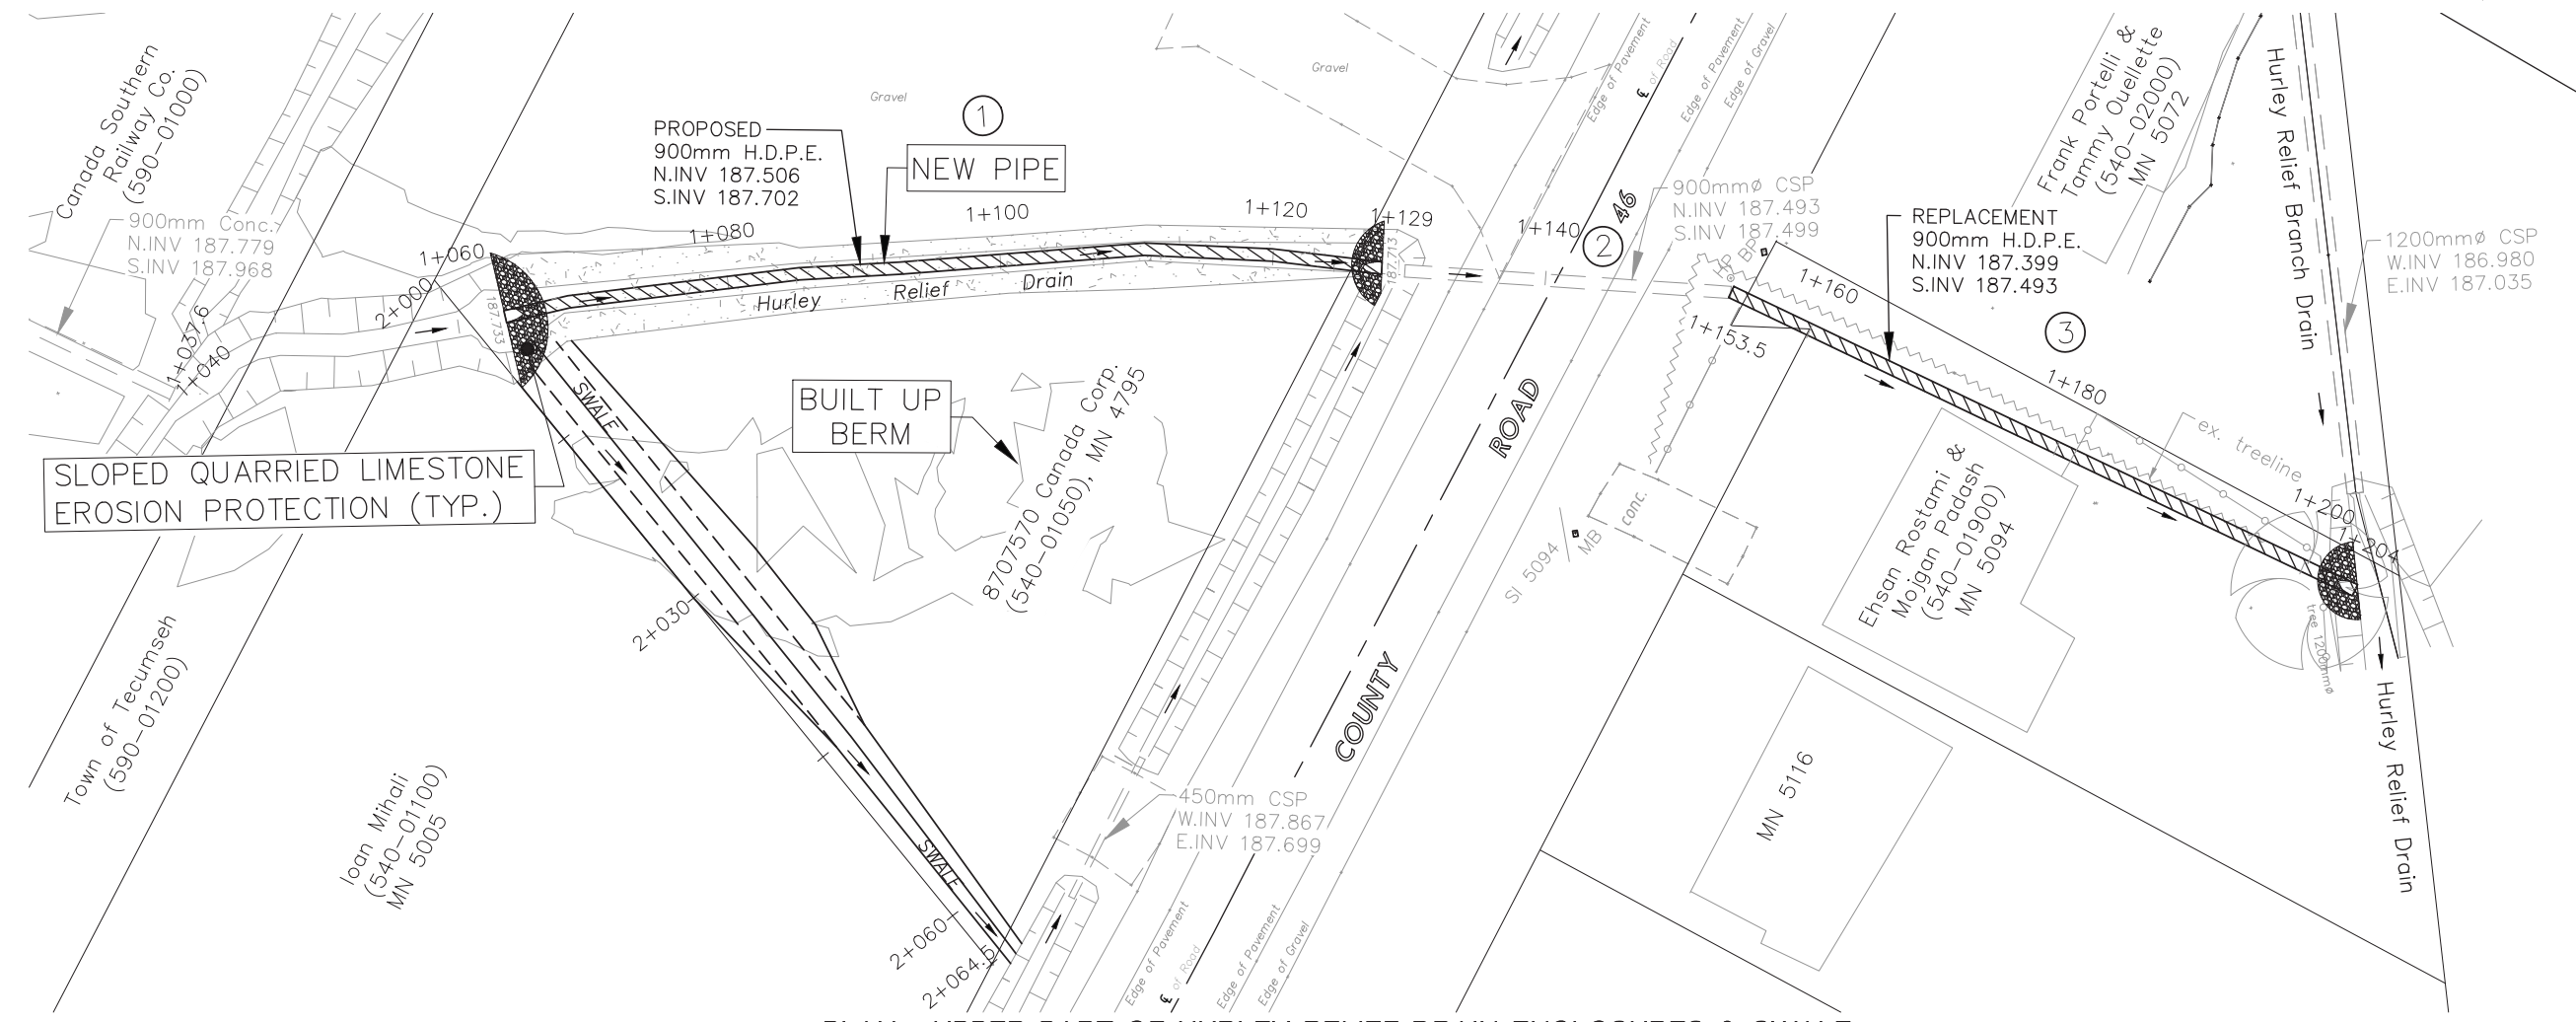 Canada Southern
Railway Co.
(590-01000)
900mm Conc.
N.INV 187.779
S.INV 187.968
1+037.6
1+040
2+000
1+060
187.733
PROPOSED
900mm H.D.P.E.
N.INV 187.506
S.INV 187.702
1
NEW PIPE
Gravel
Gravel
1+080
1+100
1+120
1+129
187.713
Hurley Relief Drain
SWALE
BUILT UP
BERM
8707570 Canada Corp.
(540-01050), MN 4795
SLOPED QUARRIED LIMESTONE
EROSION PROTECTION (TYP.)
Town of Tecumseh
(590-01200)
Ioan Mihali
(540-01100)
MN 5005
2+030
SWALE
2+060
2+064.5
450mm CSP
W.INV 187.867
E.INV 187.699
Edge of Pavement
℄ of Road
Edge of Pavement
Edge of Gravel
COUNTY ROAD 46
Edge of Pavement
℄ of Road
Edge of Pavement
Edge of Gravel
1+140
2
900mmø CSP
N.INV 187.493
S.INV 187.499
HP
BP
1+153.5
1+160
REPLACEMENT
900mm H.D.P.E.
N.INV 187.399
S.INV 187.493
3
1+180
ex. treeline
1+200
1+204
tree 1200mmø
conc.
SI 5094
MB
Ehsan Rostami &
Mojgan Padash
(540-01900)
MN 5094
MN 5116
Frank Portelli &
Tammy Ouellette
(540-02000)
MN 5072
Hurley Relief Branch Drain
1200mmø CSP
W.INV 186.980
E.INV 187.035
Hurley Relief Drain